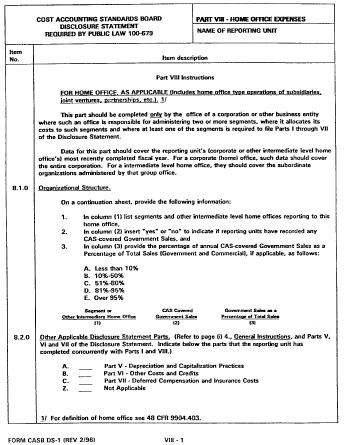 COST ACCOUNTING STANDARDS BOARD
DISCLOSURE STATEMENT
REQUIRED BY PUBLIC LAW 100-679
PART VIII - HOME OFFICE EXPENSES
NAME OF REPORTING UNIT
Item
No.
Item description
Part VIII Instructions
FOR HOME OFFICE, AS APPLICABLE (Includes home office type operations of subsidiaries,
joint ventures, partnerships, etc.). 1/
This part should be completed only by the office of a corporation or other business entity
where such an office is responsible for administering two or more segments, where it allocates its
costs to such segments and where at least one of the segments is required to file Parts I through VII
of the Disclosure Statement.
Data for this part should cover the reporting unit's (corporate or other intermediate level home
office's) most recently completed fiscal year. For a corporate (home) office, such data should cover
the entire corporation. For a intermediate level home office, they should cover the subordinate
organizations administered by that group office.
8.1.0 Organizational Structure.
On a continuation sheet, provide the following information:
1. In column (1) list segments and other intermediate level home offices reporting to this
home office,
2. In column (2) insert "yes" or "no" to indicate if reporting units have recorded any
CAS-covered Government Sales, and
3. In column (3) provide the percentage of annual CAS-covered Government Sales as a
Percentage of Total Sales (Government and Commercial), if applicable, as follows:
A. Less than 10%
B. 10%-50%
C. 51%-80%
D. 81%-95%
E. Over 95%
Segment or CAS Covered Government Sales as a
Other Intermediate Home Office Government Sales Percentage of Total Sales
(1) (2) (3)
8.2.0 Other Applicable Disclosure Statement Parts. (Refer to page (i) 4., General Instructions, and Parts V,
VI and VII of the Disclosure Statement. Indicate below the parts that the reporting unit has
completed concurrently with Parts I and VIII.)
A. ___ Part V - Depreciation and Capitalization Practices
B. ___ Part VI - Other Costs and Credits
C. ___ Part VII - Deferred Compensation and Insurance Costs
Z. ___ Not Applicable
1/ For definition of home office see 48 CFR 9904.403.
FORM CASB DS-1 (REV 2/96) VIII - 1